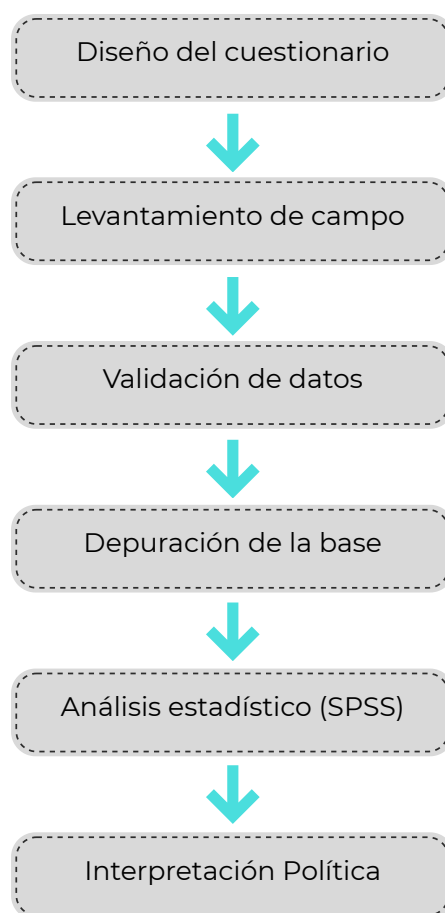 Diseño del cuestionario
Levantamiento de campo
Validación de datos
Depuración de la base
Análisis estadístico (SPSS)
Interpretación Política